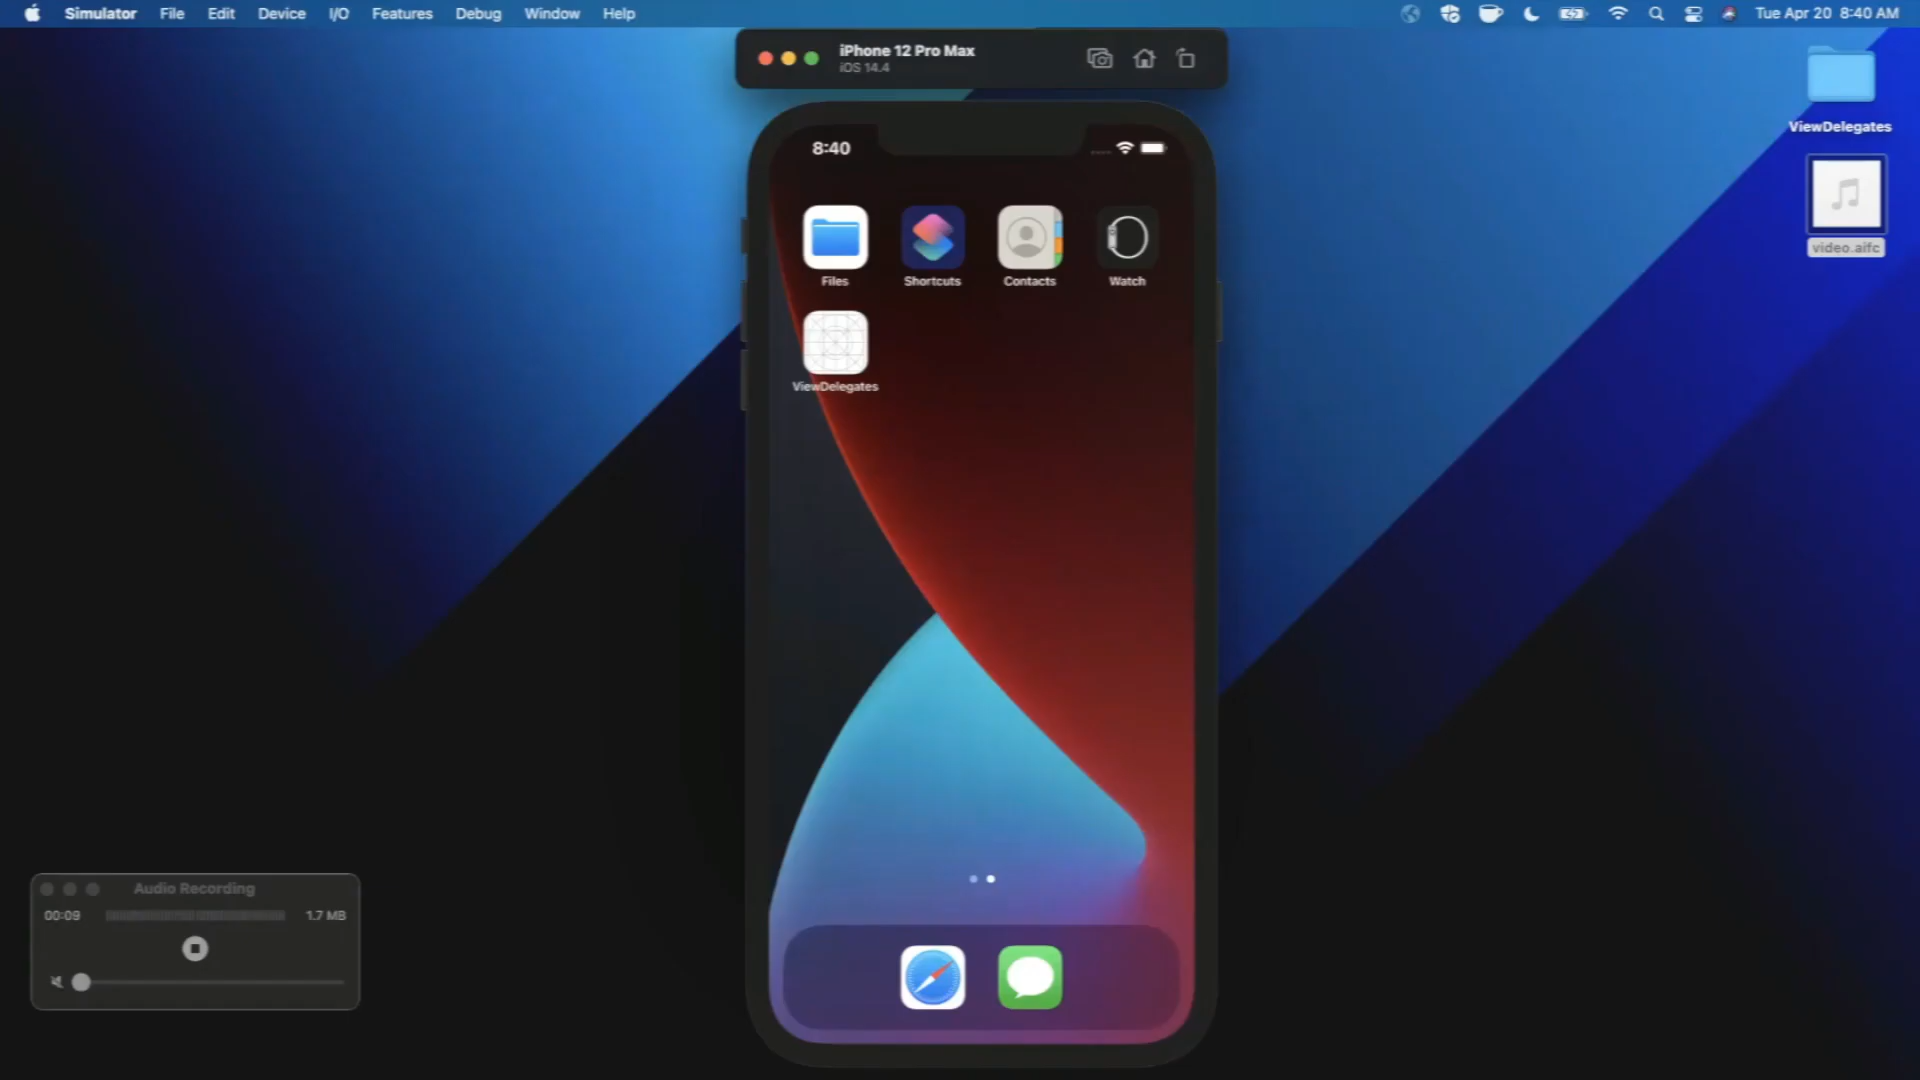 Simulator File Edit Device I/O Features Debug Window Help Tue Apr 20 8:40 AM
iPhone 12 Pro Max
iOS 14.4
ViewDelegates
video.aifc
8:40
Files Shortcuts Contacts Watch
ViewDelegates
Audio Recording
00:09 1.7 MB